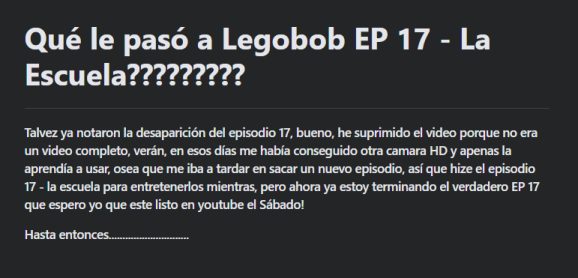 Qué le pasó a Legobob EP 17 - La
Escuela?????????
Talvez ya notaron la desaparición del episodio 17, bueno, he suprimido el video porque no era
un video completo, verán, en esos días me había conseguido otra camara HD y apenas la
aprendía a usar, osea que me iba a tardar en sacar un nuevo episodio, así que hize el episodio
17 - la escuela para entretenerlos mientras, pero ahora ya estoy terminando el verdadero EP 17
que espero yo que este listo en youtube el Sábado!
Hasta entonces.............................